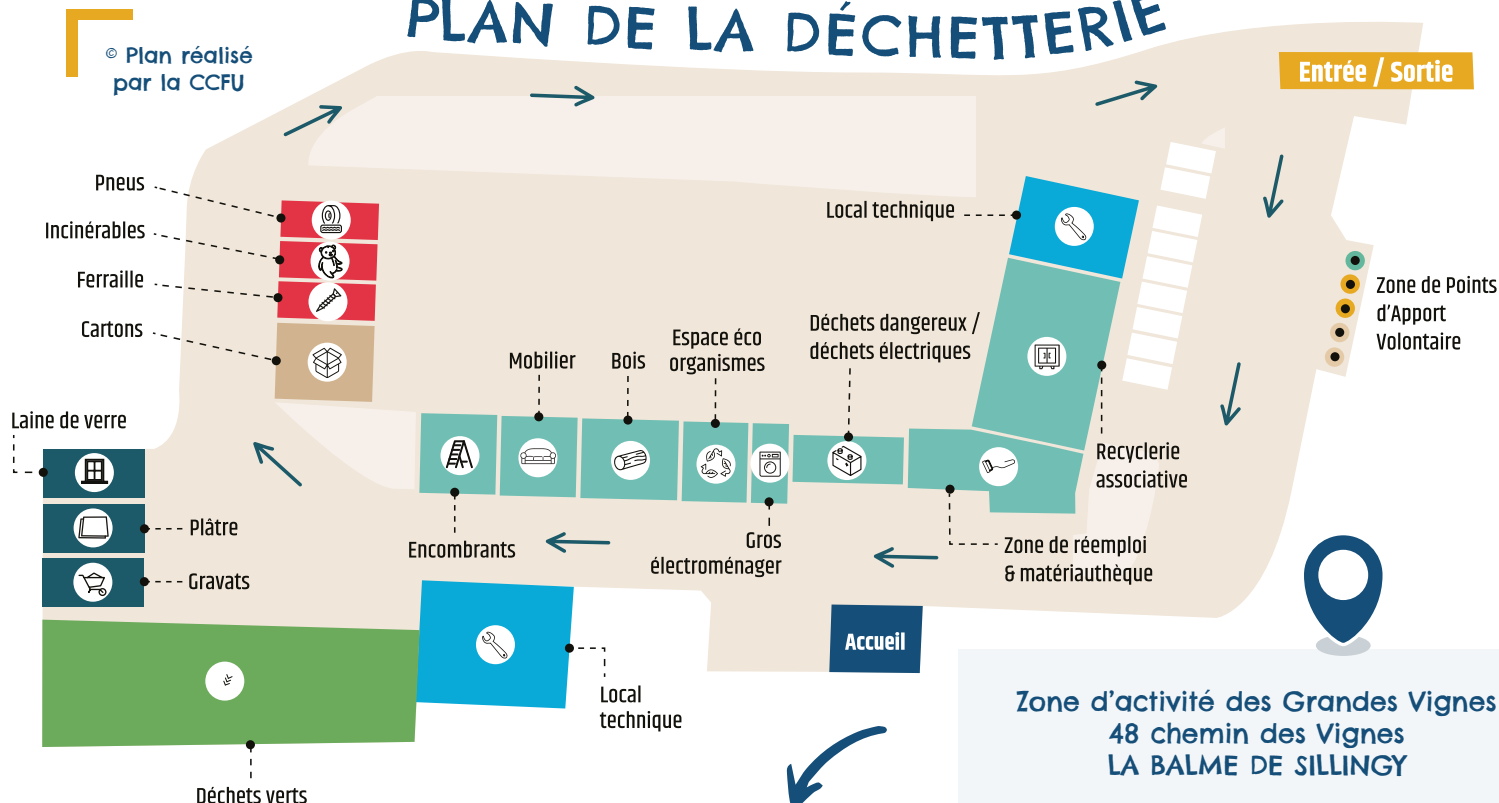 PLAN DE LA DÉCHETTERIE
© Plan réalisé
par la CCFU
Entrée / Sortie
Pneus
Incinérables
Ferraille
Cartons
Local technique
Zone de Points
d'Apport
Volontaire
Déchets dangereux /
déchets électriques
Espace éco
organismes
Mobilier
Bois
Laine de verre
Plâtre
Gravats
Recyclerie
associative
Encombrants
Gros
électroménager
Zone de réemploi
& matériauthèque
Accueil
Local
technique
Déchets verts
Zone d'activité des Grandes Vignes
48 chemin des Vignes
LA BALME DE SILLINGY